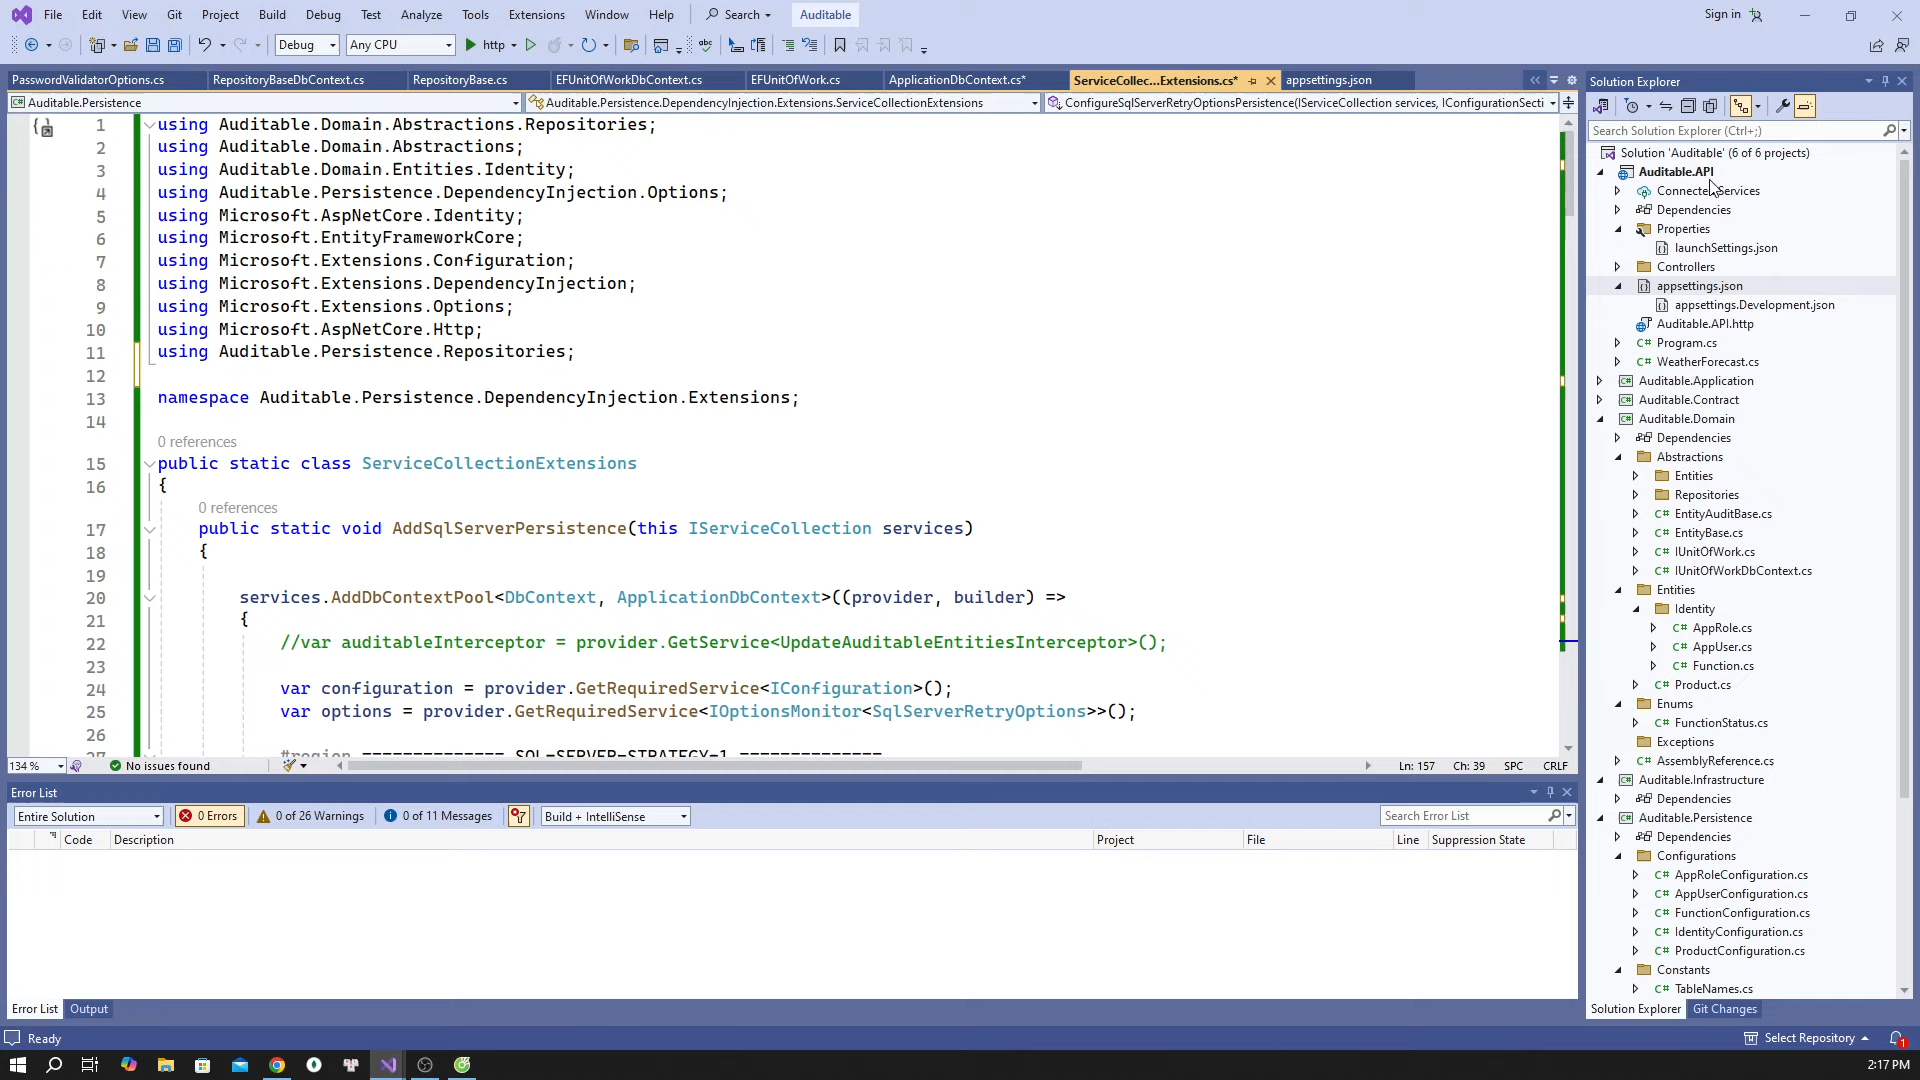 File Edit View Git Project Build Debug Test Analyze Tools Extensions Window Help Search Auditable Sign in
Debug Any CPU http
PasswordValidatorOptions.cs RepositoryBaseDbContext.cs RepositoryBase.cs EFUnitOfWorkDbContext.cs EFUnitOfWork.cs ApplicationDbContext.cs* ServiceCollec...Extensions.cs* appsettings.json
Auditable.Persistence Auditable.Persistence.DependencyInjection.Extensions.ServiceCollectionExtensions ConfigureSqlServerRetryOptionsPersistence(IServiceCollection services, IConfigurationSecti
1 using Auditable.Domain.Abstractions.Repositories;
2 using Auditable.Domain.Abstractions;
3 using Auditable.Domain.Entities.Identity;
4 using Auditable.Persistence.DependencyInjection.Options;
5 using Microsoft.AspNetCore.Identity;
6 using Microsoft.EntityFrameworkCore;
7 using Microsoft.Extensions.Configuration;
8 using Microsoft.Extensions.DependencyInjection;
9 using Microsoft.Extensions.Options;
10 using Microsoft.AspNetCore.Http;
11 using Auditable.Persistence.Repositories;
12
13 namespace Auditable.Persistence.DependencyInjection.Extensions;
14
0 references
15 public static class ServiceCollectionExtensions
16 {
0 references
17 public static void AddSqlServerPersistence(this IServiceCollection services)
18 {
19
20 services.AddDbContextPool<DbContext, ApplicationDbContext>((provider, builder) =>
21 {
22 //var auditableInterceptor = provider.GetService<UpdateAuditableEntitiesInterceptor>();
23
24 var configuration = provider.GetRequiredService<IConfiguration>();
25 var options = provider.GetRequiredService<IOptionsMonitor<SqlServerRetryOptions>>();
26
27 #region ============== SQL-SERVER-STRATEGY-1 ==============
134 % No issues found Ln: 157 Ch: 39 SPC CRLF
Error List
Entire Solution 0 Errors 0 of 26 Warnings 0 of 11 Messages Build + IntelliSense Search Error List
Code Description Project File Line Suppression State
Error List Output
Solution Explorer
Search Solution Explorer (Ctrl+;)
Solution 'Auditable' (6 of 6 projects)
Auditable.API
Connected Services
Dependencies
Properties
launchSettings.json
Controllers
appsettings.json
appsettings.Development.json
Auditable.API.http
Program.cs
WeatherForecast.cs
Auditable.Application
Auditable.Contract
Auditable.Domain
Dependencies
Abstractions
Entities
Repositories
EntityAuditBase.cs
EntityBase.cs
IUnitOfWork.cs
IUnitOfWorkDbContext.cs
Entities
Identity
AppRole.cs
AppUser.cs
Function.cs
Product.cs
Enums
FunctionStatus.cs
Exceptions
AssemblyReference.cs
Auditable.Infrastructure
Dependencies
Auditable.Persistence
Dependencies
Configurations
AppRoleConfiguration.cs
AppUserConfiguration.cs
FunctionConfiguration.cs
IdentityConfiguration.cs
ProductConfiguration.cs
Constants
TableNames.cs
Solution Explorer Git Changes
Ready Select Repository 1
2:17 PM